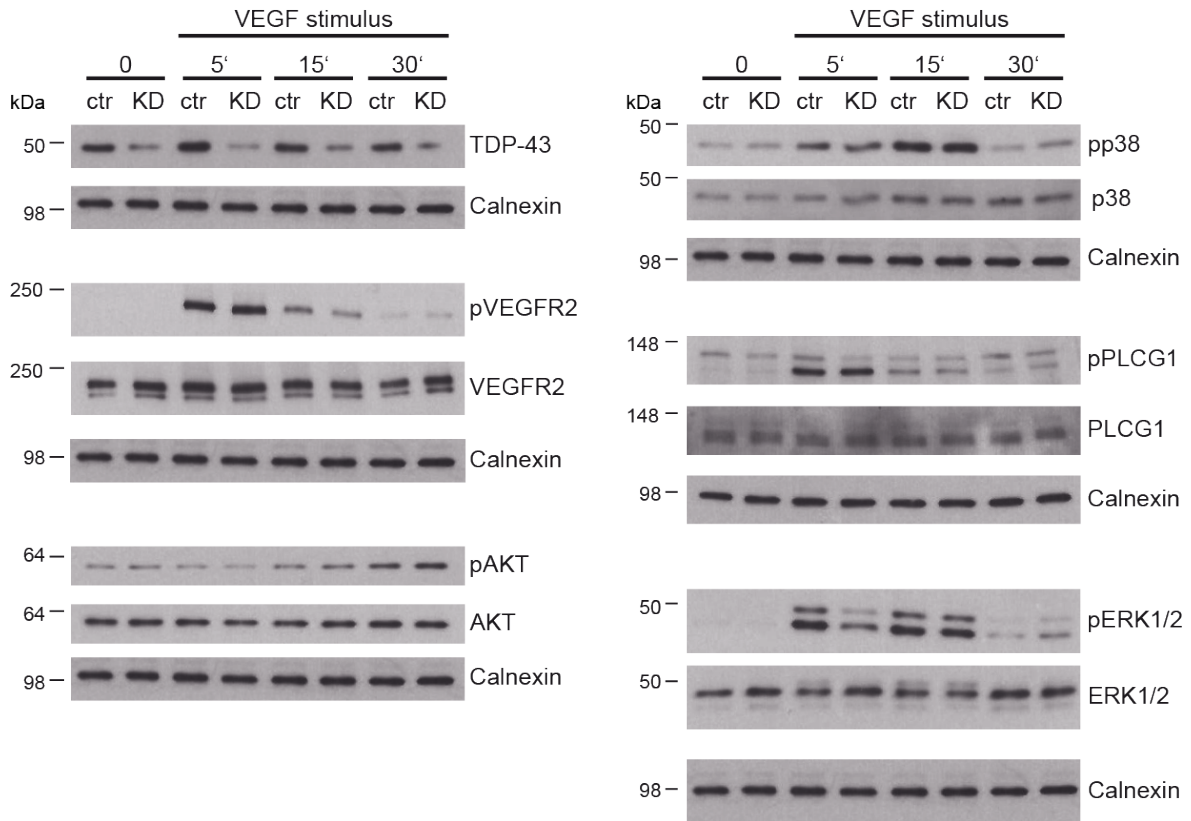 VEGF stimulus
0 5‘ 15‘ 30‘
kDa ctr KD ctr KD ctr KD ctr KD
50 TDP-43
98 Calnexin
250 pVEGFR2
250 VEGFR2
98 Calnexin
64 pAKT
64 AKT
98 Calnexin
VEGF stimulus
0 5‘ 15‘ 30‘
kDa ctr KD ctr KD ctr KD ctr KD
50 pp38
50 p38
98 Calnexin
148 pPLCG1
148 PLCG1
98 Calnexin
50 pERK1/2
50 ERK1/2
98 Calnexin